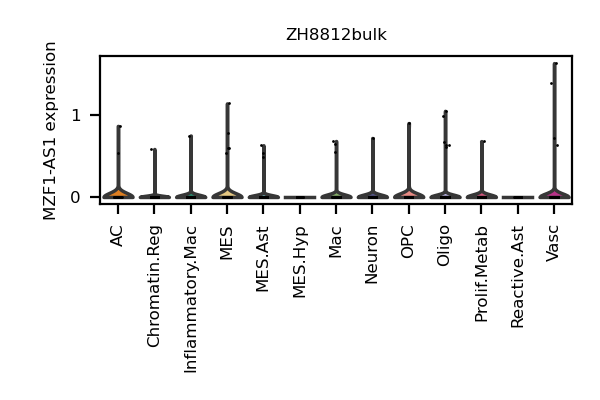 ZH8812bulk
MZF1-AS1 expression
1
0
AC
Chromatin.Reg
Inflammatory.Mac
MES
MES.Ast
MES.Hyp
Mac
Neuron
OPC
Oligo
Prolif.Metab
Reactive.Ast
Vasc